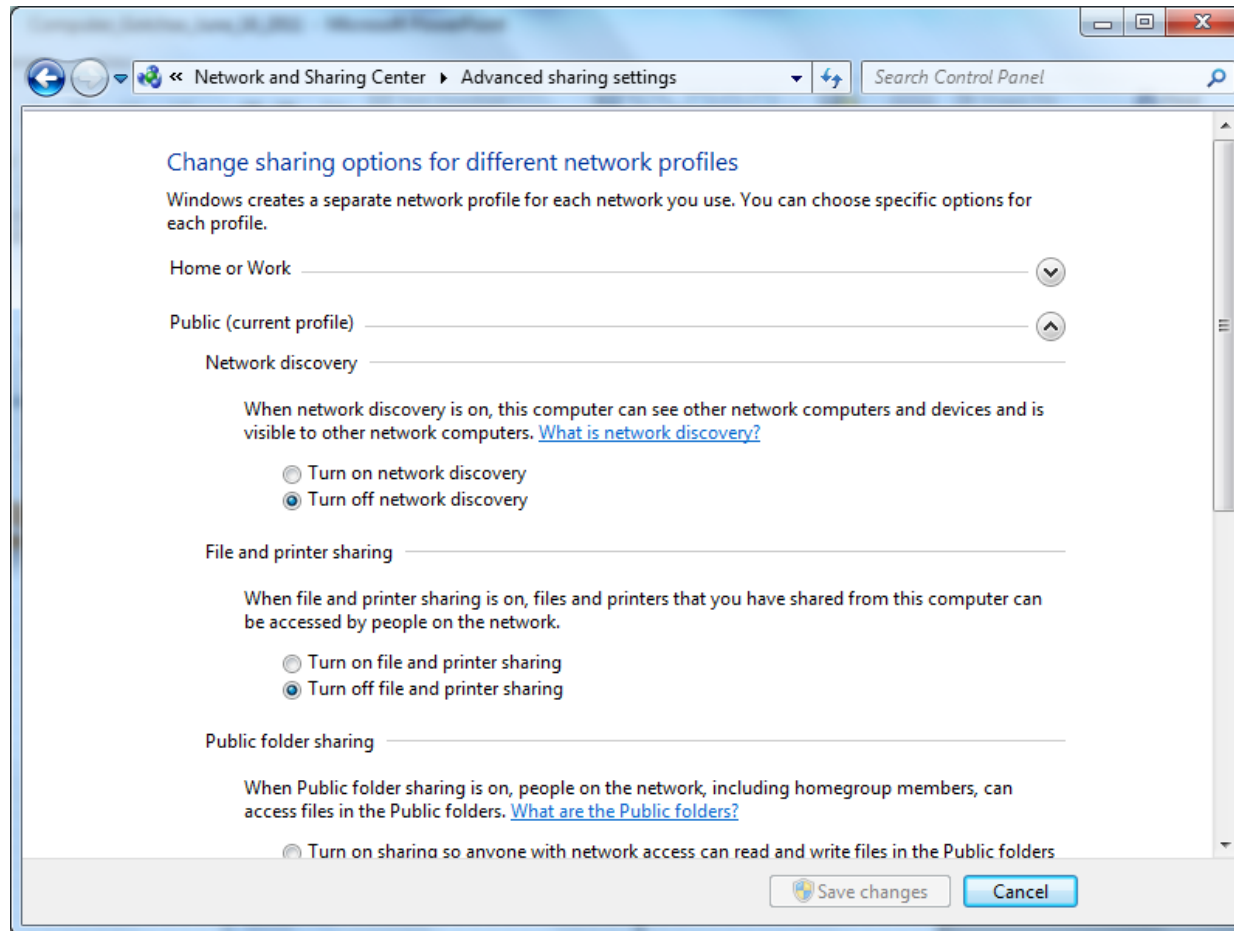 « Network and Sharing Center ▸ Advanced sharing settings
Search Control Panel
Change sharing options for different network profiles
Windows creates a separate network profile for each network you use. You can choose specific options for
each profile.
Home or Work
Public (current profile)
Network discovery
When network discovery is on, this computer can see other network computers and devices and is
visible to other network computers. What is network discovery?
Turn on network discovery
Turn off network discovery
File and printer sharing
When file and printer sharing is on, files and printers that you have shared from this computer can
be accessed by people on the network.
Turn on file and printer sharing
Turn off file and printer sharing
Public folder sharing
When Public folder sharing is on, people on the network, including homegroup members, can
access files in the Public folders. What are the Public folders?
Turn on sharing so anyone with network access can read and write files in the Public folders
Save changes
Cancel